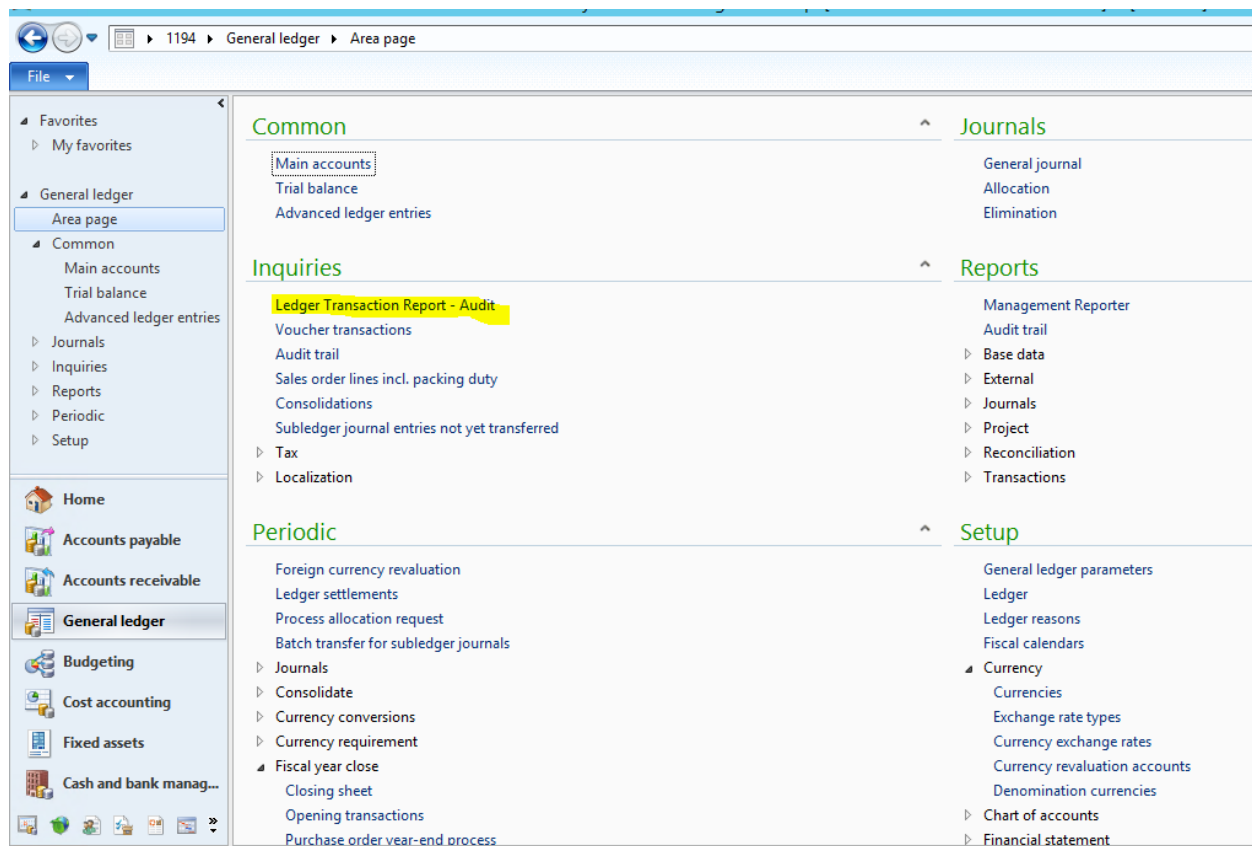 1194 General ledger Area page
File
Favorites
My favorites
General ledger
Area page
Common
Main accounts
Trial balance
Advanced ledger entries
Journals
Inquiries
Reports
Periodic
Setup
Home
Accounts payable
Accounts receivable
General ledger
Budgeting
Cost accounting
Fixed assets
Cash and bank manag...
Common
Main accounts
Trial balance
Advanced ledger entries
Inquiries
Ledger Transaction Report - Audit
Voucher transactions
Audit trail
Sales order lines incl. packing duty
Consolidations
Subledger journal entries not yet transferred
Tax
Localization
Periodic
Foreign currency revaluation
Ledger settlements
Process allocation request
Batch transfer for subledger journals
Journals
Consolidate
Currency conversions
Currency requirement
Fiscal year close
Closing sheet
Opening transactions
Purchase order year-end process
Journals
General journal
Allocation
Elimination
Reports
Management Reporter
Audit trail
Base data
External
Journals
Project
Reconciliation
Transactions
Setup
General ledger parameters
Ledger
Ledger reasons
Fiscal calendars
Currency
Currencies
Exchange rate types
Currency exchange rates
Currency revaluation accounts
Denomination currencies
Chart of accounts
Financial statement